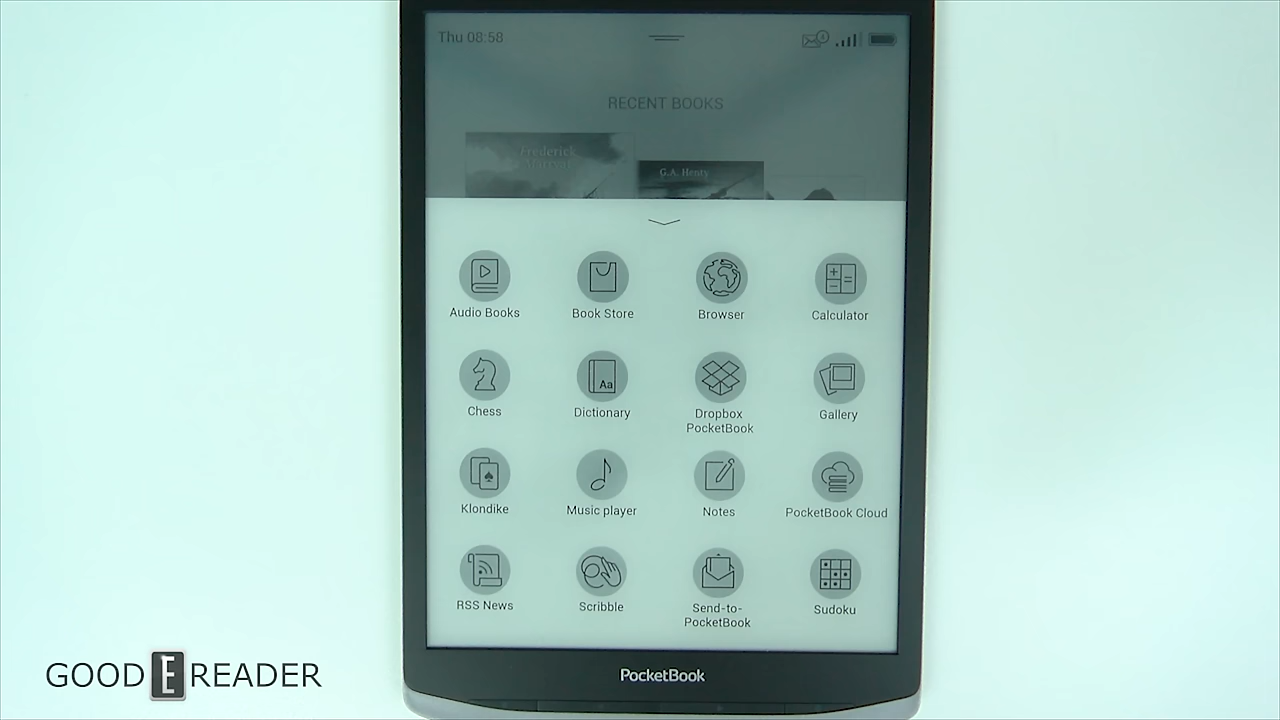 Thu 08:58
RECENT BOOKS
Frederick
Marryat
G.A. Henty
Audio Books
Book Store
Browser
Calculator
Chess
Dictionary
Dropbox
PocketBook
Gallery
Klondike
Music player
Notes
PocketBook Cloud
RSS News
Scribble
Send-to-
PocketBook
Sudoku
PocketBook
GOOD E READER